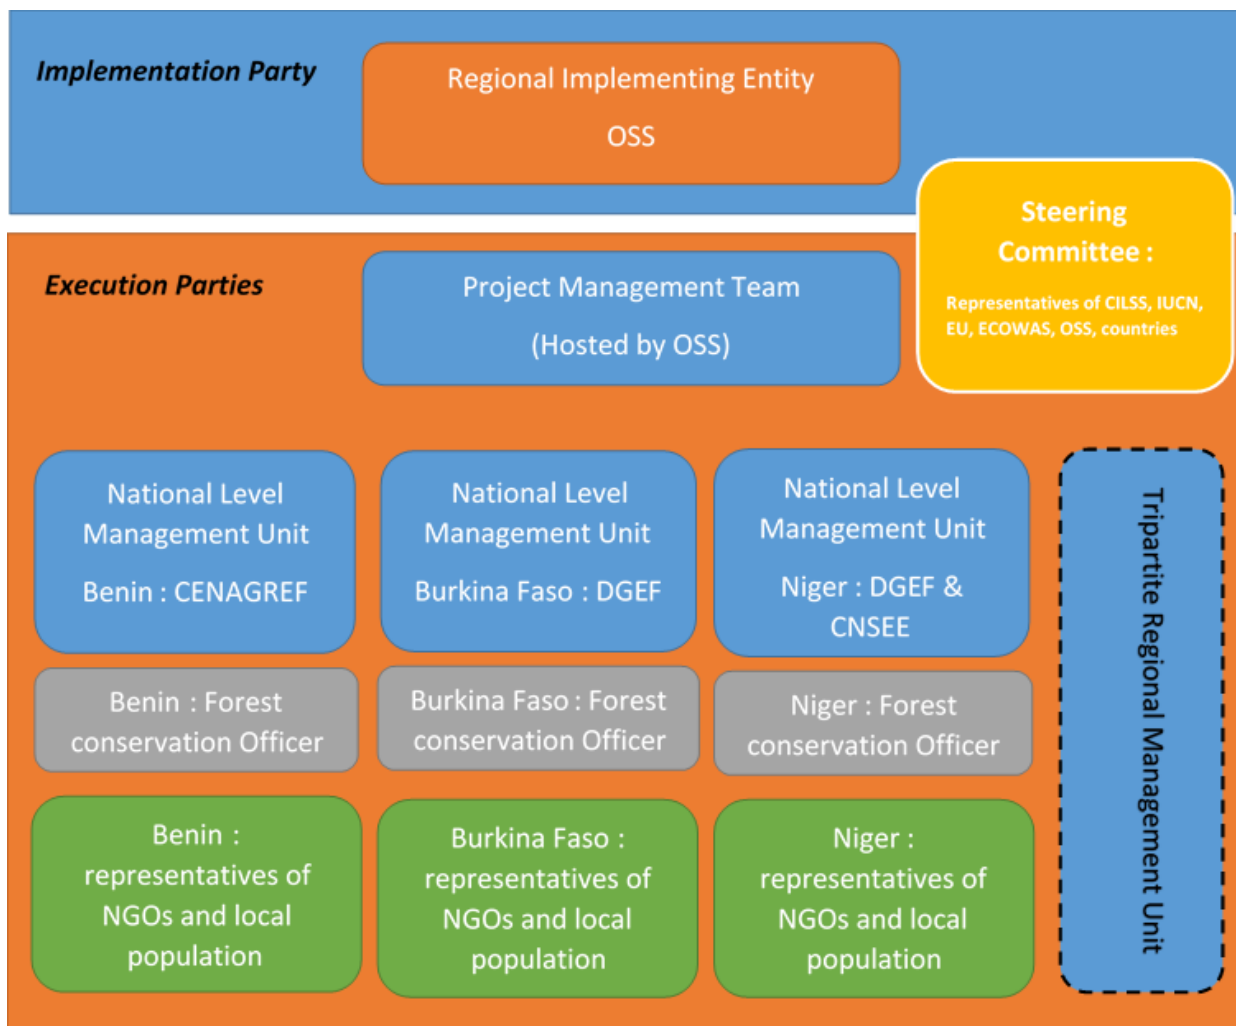 Implementation Party
Regional Implementing Entity
OSS
Steering
Committee :
Representatives of CILSS, IUCN,
EU, ECOWAS, OSS, countries
Execution Parties
Project Management Team
(Hosted by OSS)
National Level
Management Unit
Benin : CENAGREF
National Level
Management Unit
Burkina Faso : DGEF
National Level
Management Unit
Niger : DGEF &
CNSEE
Benin : Forest
conservation Officer
Burkina Faso : Forest
conservation Officer
Niger : Forest
conservation Officer
Benin :
representatives of
NGOs and local
population
Burkina Faso :
representatives of
NGOs and local
population
Niger :
representatives of
NGOs and local
population
Tripartite Regional Management Unit